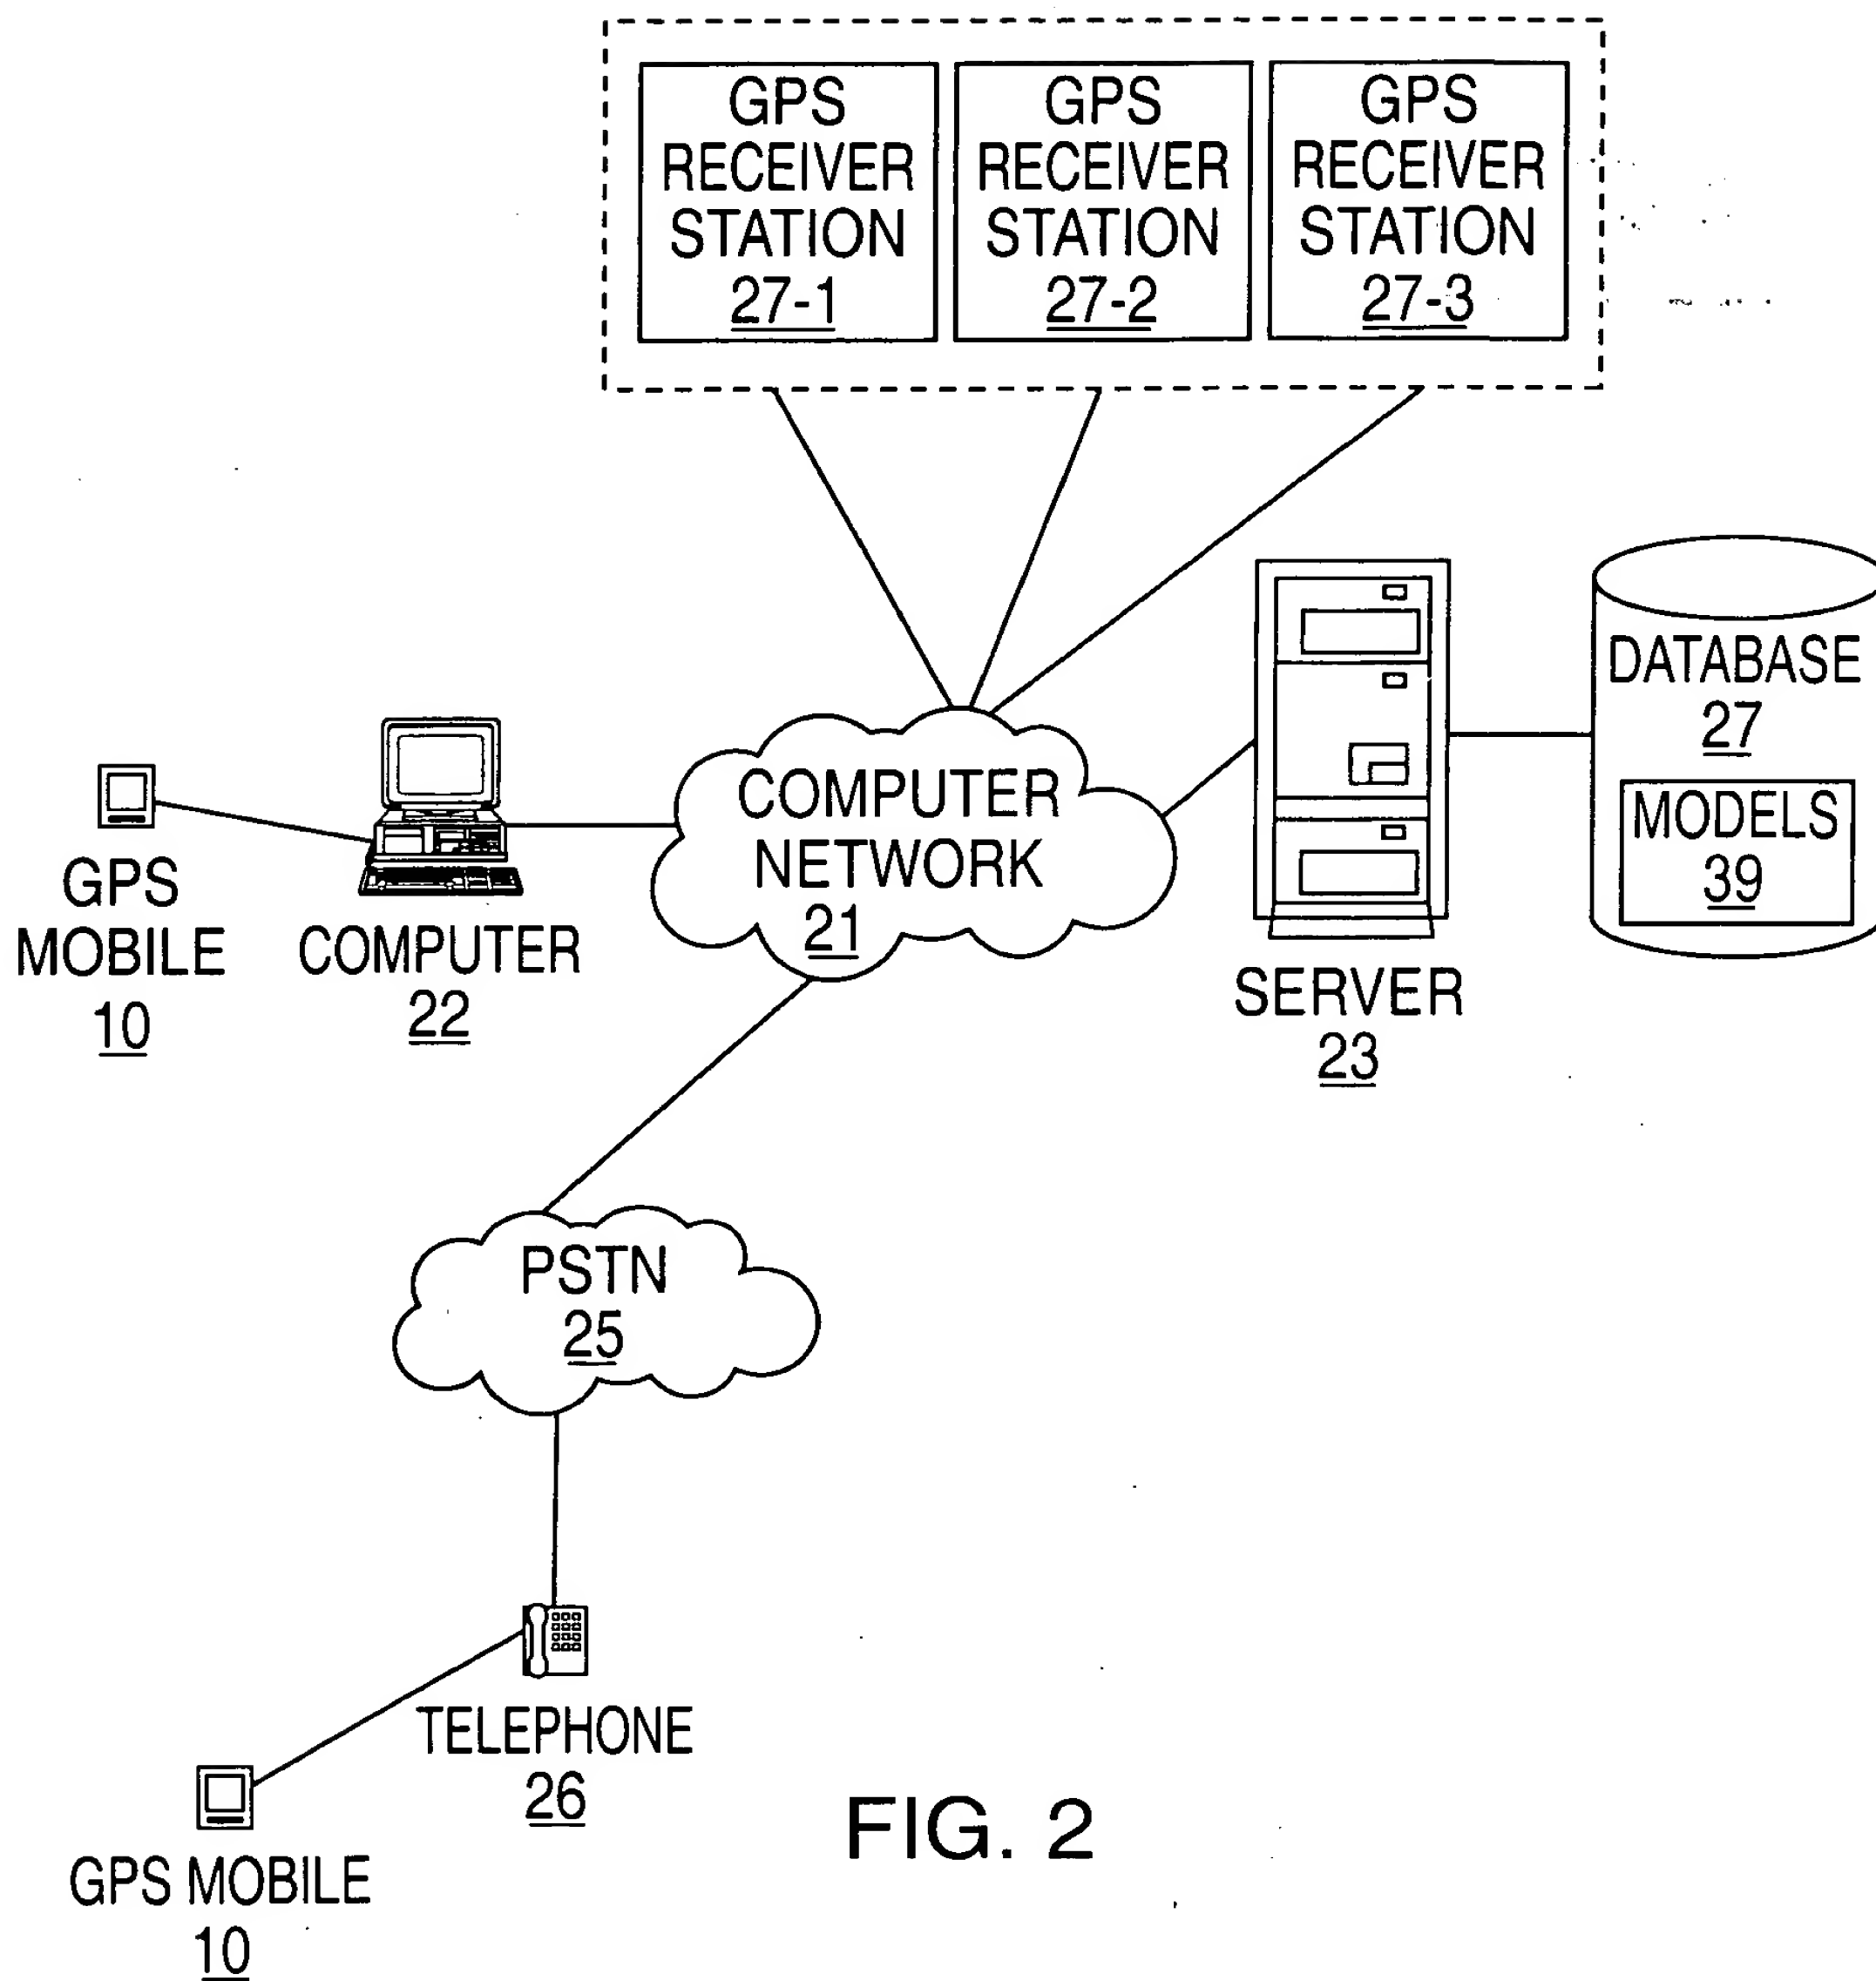 GPS
RECEIVER
STATION
27-1
GPS
RECEIVER
STATION
27-2
GPS
RECEIVER
STATION
27-3
DATABASE
27
MODELS
39
COMPUTER
NETWORK
21
GPS
MOBILE
10
COMPUTER
22
SERVER
23
PSTN
25
TELEPHONE
26
GPS MOBILE
10
FIG. 2